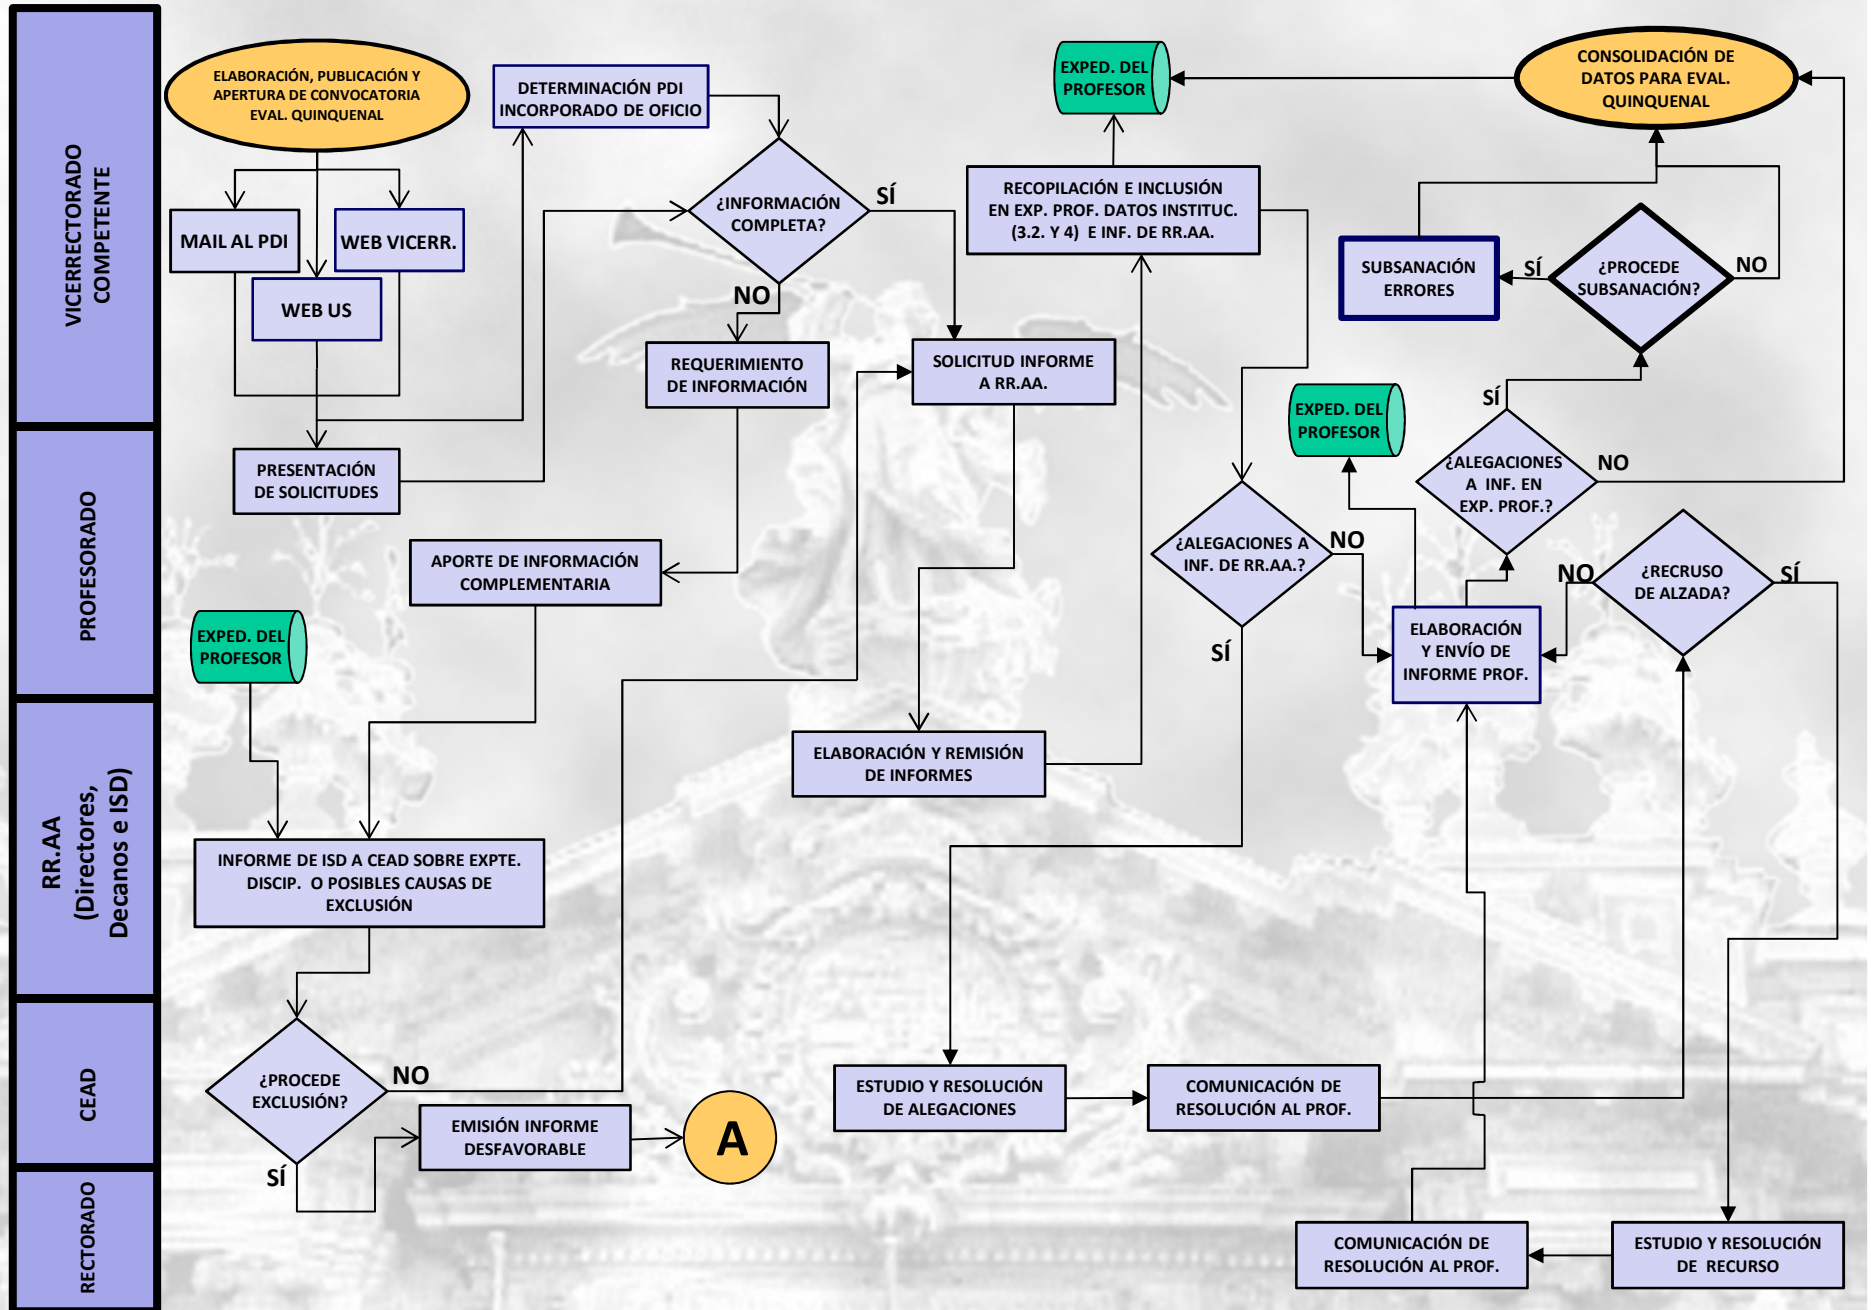 VICERRECTORADO
COMPETENTE
ELABORACIÓN, PUBLICACIÓN Y
APERTURA DE CONVOCATORIA
EVAL. QUINQUENAL
MAIL AL PDI
WEB VICERR.
WEB US
DETERMINACIÓN PDI
INCORPORADO DE OFICIO
¿INFORMACIÓN
COMPLETA?
SÍ
NO
REQUERIMIENTO
DE INFORMACIÓN
SOLICITUD INFORME
A RR.AA.
EXPED. DEL
PROFESOR
RECOPILACIÓN E INCLUSIÓN
EN EXP. PROF. DATOS INSTITUC.
(3.2. Y 4) E INF. DE RR.AA.
CONSOLIDACIÓN DE
DATOS PARA EVAL.
QUINQUENAL
SUBSANACIÓN
ERRORES
SÍ
¿PROCEDE
SUBSANACIÓN?
NO
PROFESORADO
PRESENTACIÓN
DE SOLICITUDES
APORTE DE INFORMACIÓN
COMPLEMENTARIA
EXPED. DEL
PROFESOR
EXPED. DEL
PROFESOR
SÍ
¿ALEGACIONES
A INF. EN
EXP. PROF.?
NO
¿ALEGACIONES A
INF. DE RR.AA.?
NO
SÍ
ELABORACIÓN
Y ENVÍO DE
INFORME PROF.
NO
¿RECRUSO
DE ALZADA?
SÍ
RR.AA
(Directores,
Decanos e ISD)
ELABORACIÓN Y REMISIÓN
DE INFORMES
INFORME DE ISD A CEAD SOBRE EXPTE.
DISCIP. O POSIBLES CAUSAS DE
EXCLUSIÓN
CEAD
¿PROCEDE
EXCLUSIÓN?
NO
SÍ
EMISIÓN INFORME
DESFAVORABLE
A
ESTUDIO Y RESOLUCIÓN
DE ALEGACIONES
COMUNICACIÓN DE
RESOLUCIÓN AL PROF.
RECTORADO
COMUNICACIÓN DE
RESOLUCIÓN AL PROF.
ESTUDIO Y RESOLUCIÓN
DE RECURSO